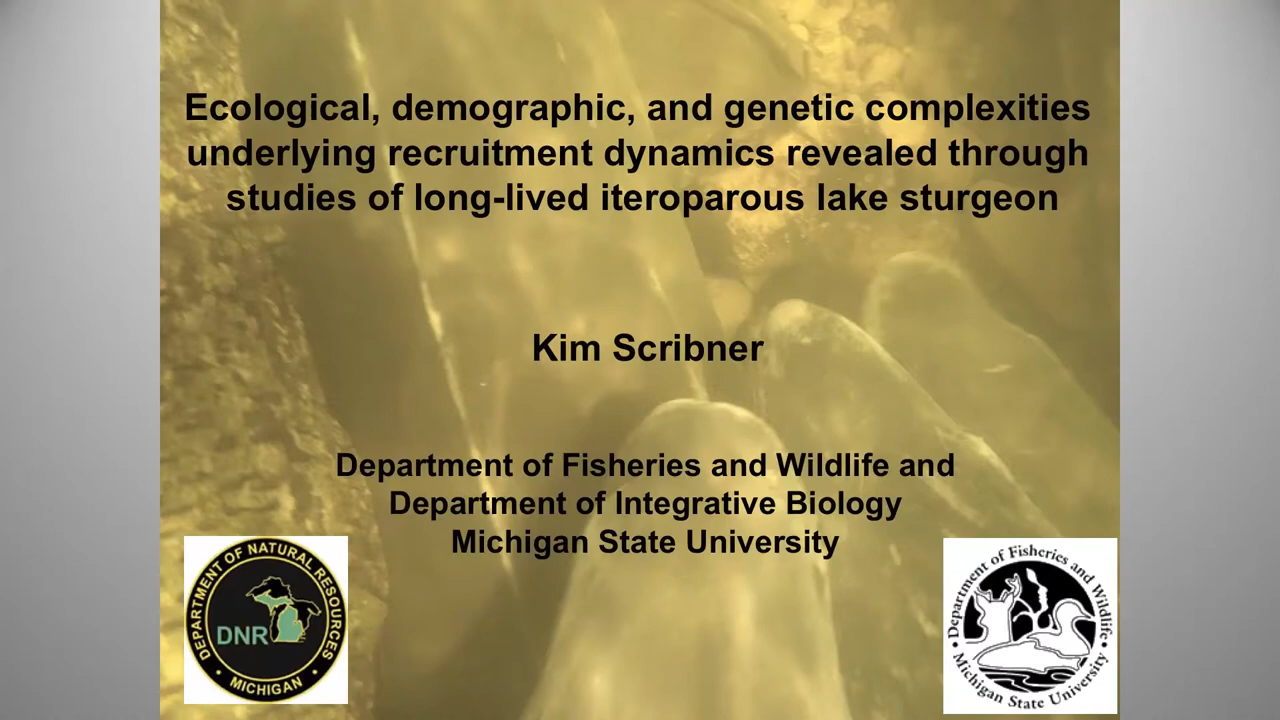 Ecological, demographic, and genetic complexities
underlying recruitment dynamics revealed through
studies of long-lived iteroparous lake sturgeon
Kim Scribner
Department of Fisheries and Wildlife and
Department of Integrative Biology
Michigan State University
DEPARTMENT OF NATURAL RESOURCES
DNR
• MICHIGAN •
Department of Fisheries and Wildlife
• Michigan State University •